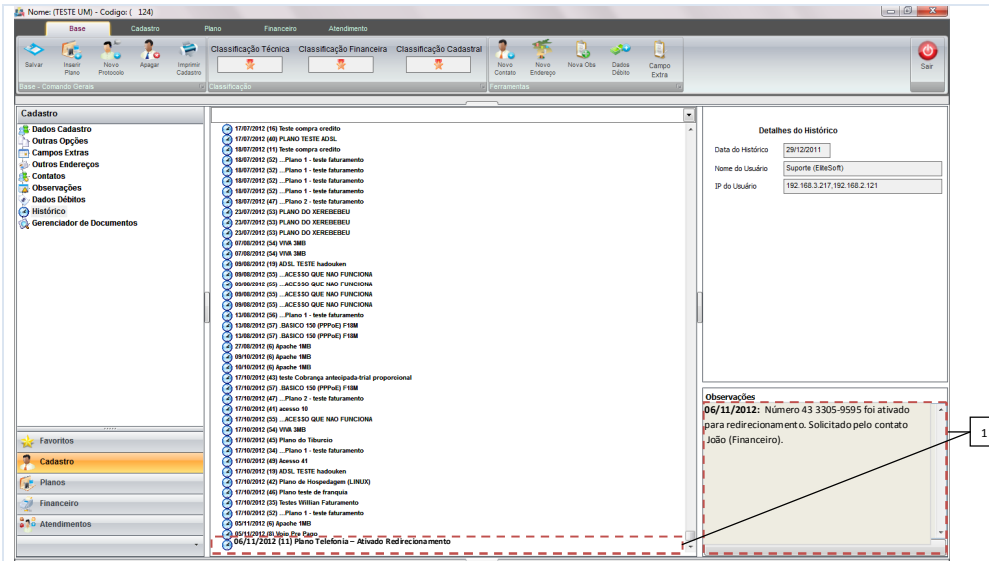 Nome: (TESTE UM) - Codigo: ( 124)
Base Cadastro Plano Financeiro Atendimento
Salvar Inserir Plano Novo Protocolo Apagar Imprimir Cadastro
Classificação Técnica Classificação Financeira Classificação Cadastral
Novo Contato Novo Endereço Nova Obs Dados Débito Campo Extra
Sair
Base - Comando Gerais Classificação Ferramentas
Cadastro
Dados Cadastro
Outras Opções
Campos Extras
Outros Endereços
Contatos
Observações
Dados Débitos
Histórico
Gerenciador de Documentos
Favoritos
Cadastro
Planos
Financeiro
Atendimentos
17/07/2012 (16) Teste compra credito
17/07/2012 (40) PLANO TESTE ADSL
18/07/2012 (11) Teste compra credito
18/07/2012 (52) ...Plano 1 - teste faturamento
18/07/2012 (52) ...Plano 1 - teste faturamento
18/07/2012 (52) ...Plano 1 - teste faturamento
18/07/2012 (52) ...Plano 1 - teste faturamento
18/07/2012 (47) ...Plano 2 - teste faturamento
23/07/2012 (53) PLANO DO XEREBEBEU
23/07/2012 (53) PLANO DO XEREBEBEU
23/07/2012 (53) PLANO DO XEREBEBEU
07/08/2012 (54) VIVA 3MB
07/08/2012 (54) VIVA 3MB
09/08/2012 (19) ADSL TESTE hadouken
09/08/2012 (55) ...ACESSO QUE NAO FUNCIONA
09/08/2012 (55) ...ACESSO QUE NAO FUNCIONA
09/08/2012 (55) ...ACESSO QUE NAO FUNCIONA
09/08/2012 (55) ...ACESSO QUE NAO FUNCIONA
13/08/2012 (56) ...Plano 1 - teste faturamento
13/08/2012 (57) .BASICO 150 (PPPoE) F18M
13/08/2012 (57) .BASICO 150 (PPPoE) F18M
27/08/2012 (6) Apache 1MB
09/10/2012 (6) Apache 1MB
10/10/2012 (6) Apache 1MB
17/10/2012 (43) teste Cobrança antecipada-trial proporcional
17/10/2012 (57) .BASICO 150 (PPPoE) F18M
17/10/2012 (47) ...Plano 2 - teste faturamento
17/10/2012 (41) acesso 10
17/10/2012 (55) ...ACESSO QUE NAO FUNCIONA
17/10/2012 (54) VIVA 3MB
17/10/2012 (45) Plano do Tiburcio
17/10/2012 (34) ...Plano 1 - teste faturamento
17/10/2012 (49) Acesso 41
17/10/2012 (19) ADSL TESTE hadouken
17/10/2012 (42) Plano de Hospedagem (LINUX)
17/10/2012 (46) Plano teste de franquia
17/10/2012 (35) Testes Willian Faturamento
17/10/2012 (52) ...Plano 1 - teste faturamento
05/11/2012 (6) Apache 1MB
05/11/2012 (8) Voip Pre Pago
06/11/2012 (11) Plano Telefonia – Ativado Redirecionamento
Detalhes do Histórico
Data do Histórico 29/12/2011
Nome do Usuário Suporte (EliteSoft)
IP do Usuário 192.168.3.217,192.168.2.121
Observações
06/11/2012: Número 43 3305-9595 foi ativado
para redirecionamento. Solicitado pelo contato
João (Financeiro).
1